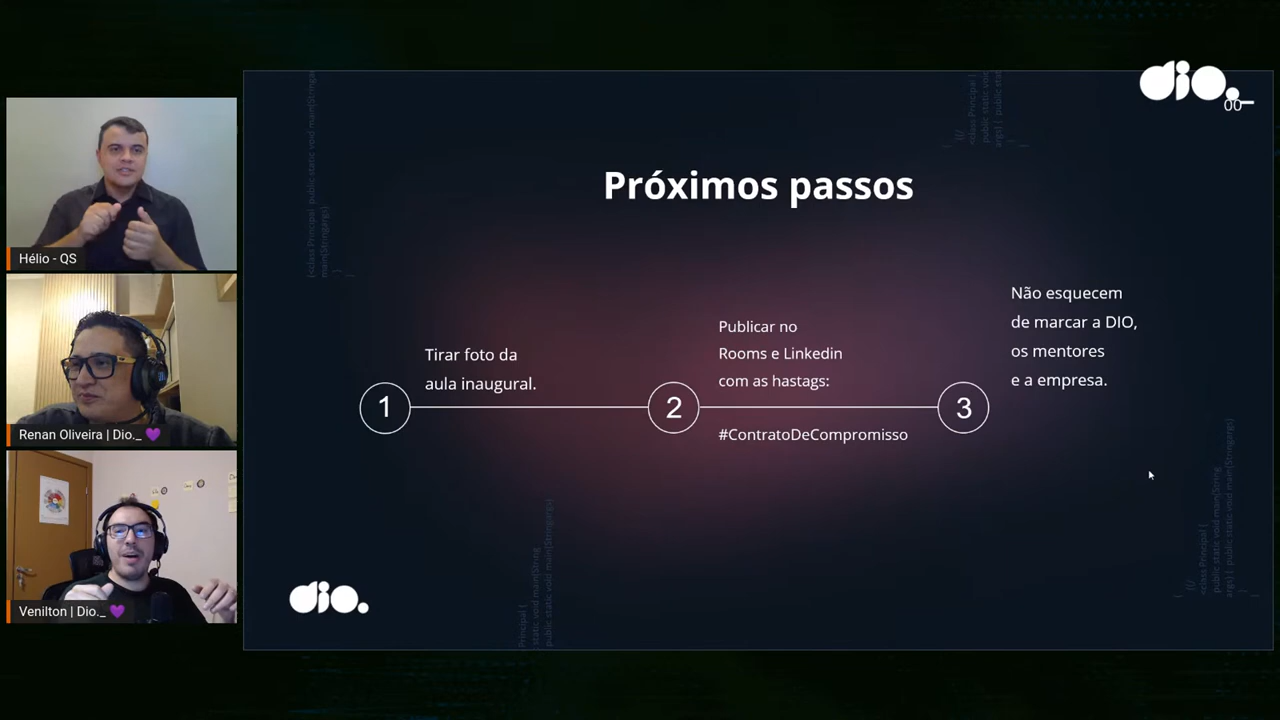 dio.
00
Próximos passos
Tirar foto da
aula inaugural.
1
Publicar no
Rooms e Linkedin
com as hastags:
2
#ContratoDeCompromisso
Não esquecem
de marcar a DIO,
os mentores
e a empresa.
3
Hélio - QS
Renan Oliveira | Dio._ 💜
Venilton | Dio._ 💜
dio.